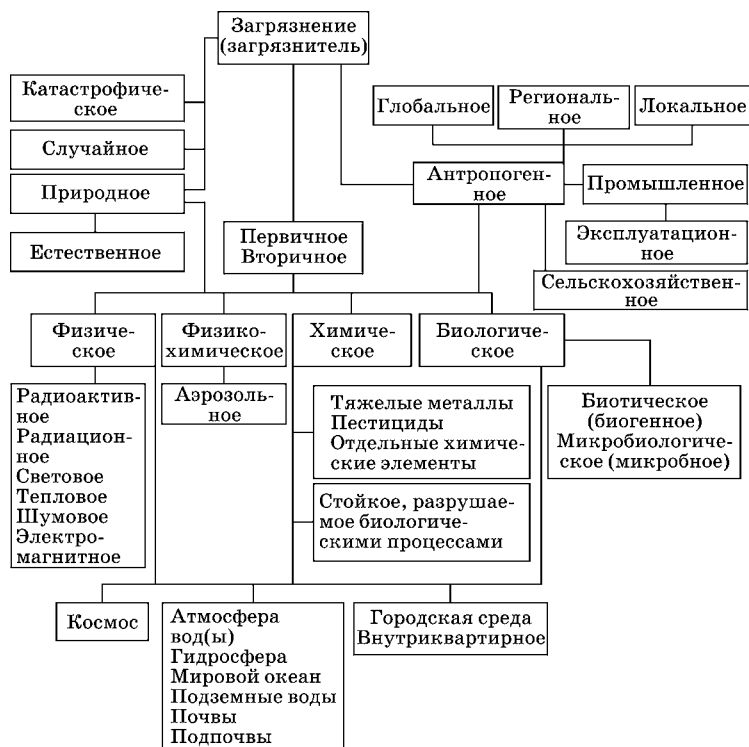 Загрязнение
(загрязнитель)
Катастрофиче-
ское
Случайное
Природное
Естественное
Первичное
Вторичное
Глобальное
Региональ-
ное
Локальное
Антропоген-
ное
Промышленное
Эксплуатацион-
ное
Сельскохозяйствен-
ное
Физиче-
ское
Физико-
химическое
Химиче-
ское
Биологиче-
ское
Радиоактив-
ное
Радиацион-
ное
Световое
Тепловое
Шумовое
Электро-
магнитное
Аэрозоль-
ное
Тяжелые металлы
Пестициды
Отдельные химиче-
ские элементы
Стойкое, разрушае-
мое биологиче-
скими процессами
Биотическое
(биогенное)
Микробиологиче-
ское (микробное)
Космос
Атмосфера
вод(ы)
Гидросфера
Мировой океан
Подземные воды
Почвы
Подпочвы
Городская среда
Внутриквартирное